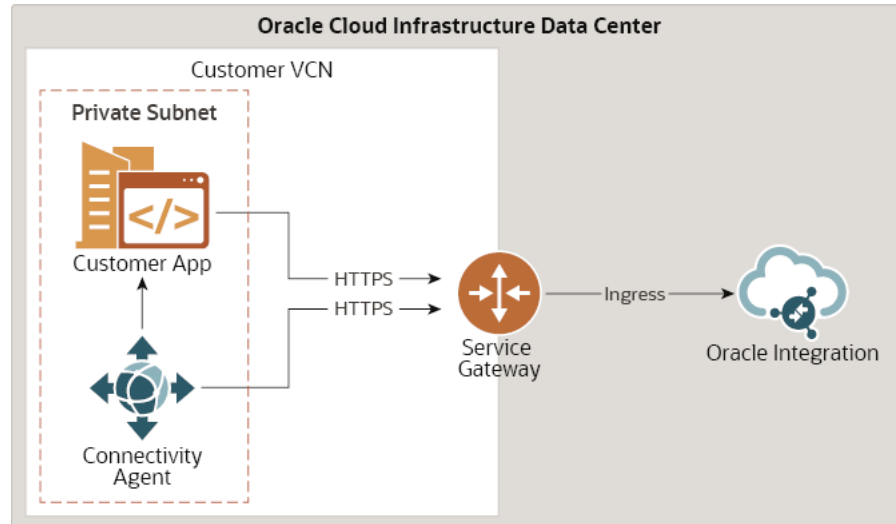 Oracle Cloud Infrastructure Data Center
Customer VCN
Private Subnet
</>
Customer App
HTTPS
HTTPS
Ingress
Service
Gateway
Oracle Integration
Connectivity
Agent